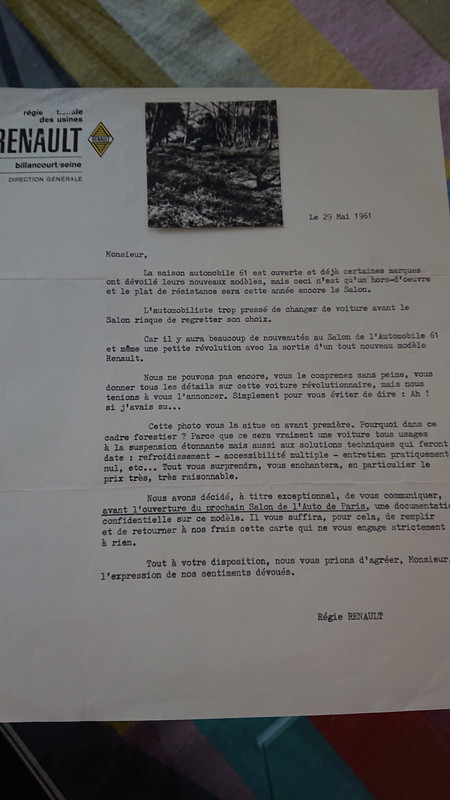 régie
des usines
RENAULT
RENAULT
billancourt/seine
DIRECTION GÉNÉRALE
Le 29 Mai 1961
Monsieur,
La saison automobile 61 est ouverte et déjà certaines marques
ont dévoilé leurs nouveaux modèles, mais ceci n'est qu'un hors-d'oeuvre
et le plat de résistance sera cette année encore le Salon.
L'automobiliste trop pressé de changer de voiture avant le
Salon risque de regretter son choix.
Car il y aura beaucoup de nouveautés au Salon de l'Automobile 61
et même une petite révolution avec la sortie d'un tout nouveau modèle
Renault.
Nous ne pouvons pas encore, vous le comprenez sans peine, vous
donner tous les détails sur cette voiture révolutionnaire, mais nous
tenions à vous l'annoncer. Simplement pour vous éviter de dire : Ah !
si j'avais su...
Cette photo vous la situe en avant première. Pourquoi dans ce
cadre forestier ? Parce que ce sera vraiment une voiture tous usages
à la suspension étonnante mais aussi aux solutions techniques qui feront
date : refroidissement - accessibilité multiple - entretien pratiquement
nul, etc... Tout vous surprendra, vous enchantera, en particulier le
prix très, très raisonnable.
Nous avons décidé, à titre exceptionnel, de vous communiquer,
avant l'ouverture du prochain Salon de l'Auto de Paris, une documentatio
confidentielle sur ce modèle. Il vous suffira, pour cela, de remplir
et de retourner à nos frais cette carte qui ne vous engage strictement
à rien.
Tout à votre disposition, nous vous prions d'agréer, Monsieur,
l'expression de nos sentiments dévoués.
Régie RENAULT